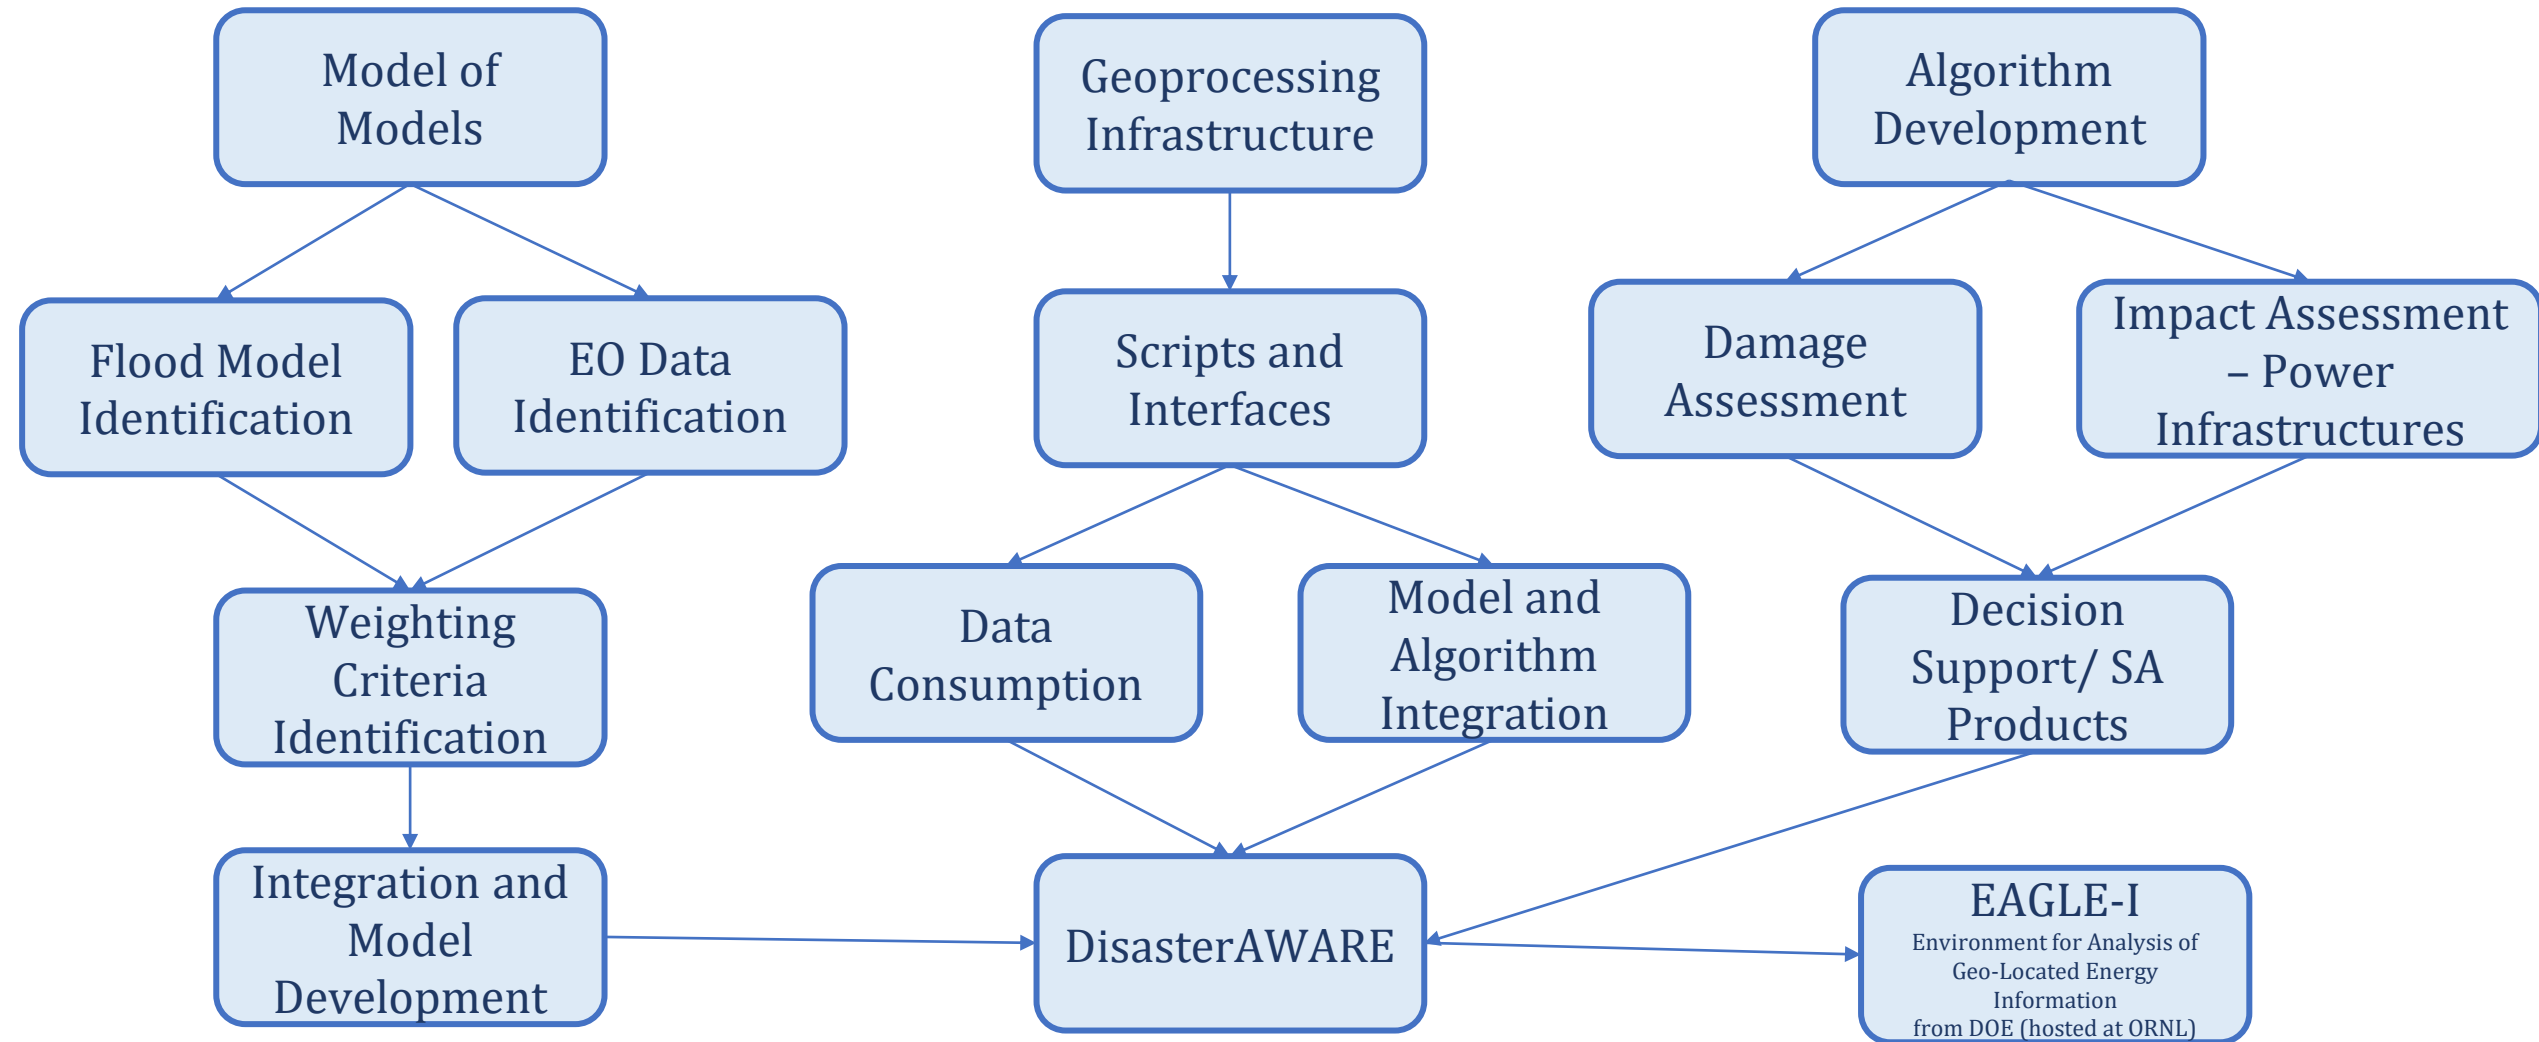 Model of
Models
Geoprocessing
Infrastructure
Algorithm
Development
Flood Model
Identification
EO Data
Identification
Scripts and
Interfaces
Damage
Assessment
Impact Assessment
– Power
Infrastructures
Weighting
Criteria
Identification
Data
Consumption
Model and
Algorithm
Integration
Decision
Support/ SA
Products
Integration and
Model
Development
DisasterAWARE
EAGLE-I
Environment for Analysis of
Geo-Located Energy
Information
from DOE (hosted at ORNL)